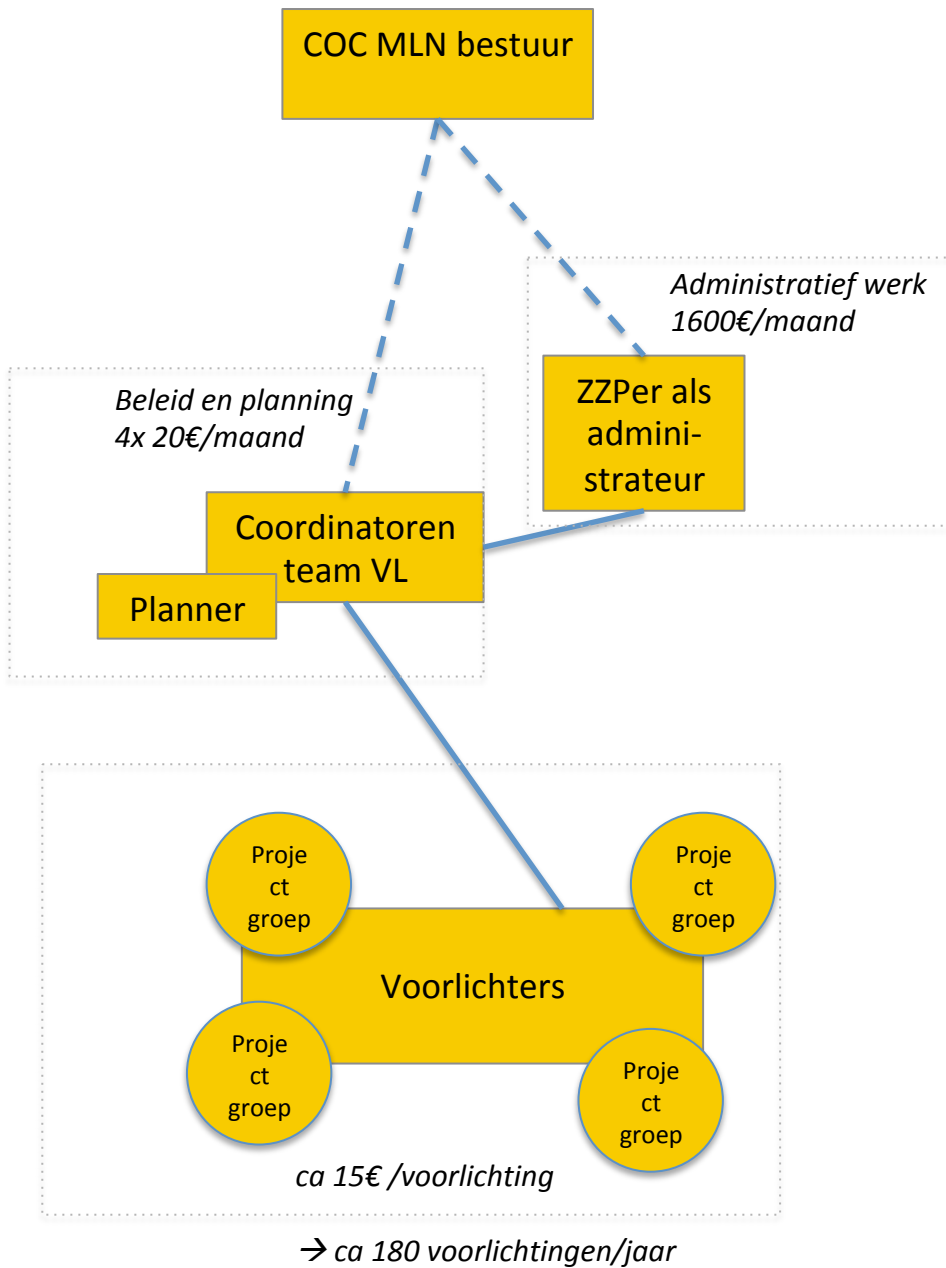 COC MLN bestuur
Administratief werk
1600€/maand
ZZPer als
admini-
strateur
Beleid en planning
4x 20€/maand
Coordinatoren
team VL
Planner
Proje
ct
groep
Proje
ct
groep
Voorlichters
Proje
ct
groep
Proje
ct
groep
ca 15€ /voorlichting
→ ca 180 voorlichtingen/jaar